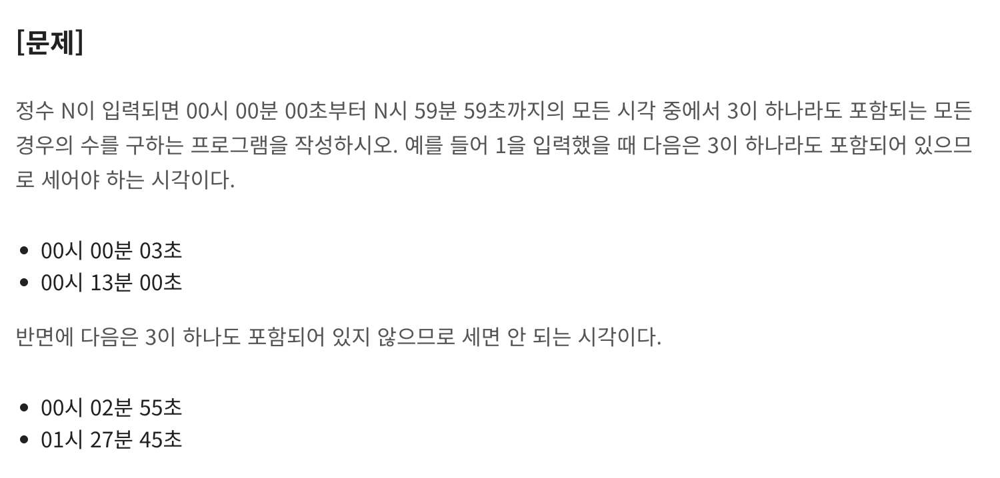 [문제]
정수 N이 입력되면 00시 00분 00초부터 N시 59분 59초까지의 모든 시각 중에서 3이 하나라도 포함되는 모든
경우의 수를 구하는 프로그램을 작성하시오. 예를 들어 1을 입력했을 때 다음은 3이 하나라도 포함되어 있으므
로 세어야 하는 시각이다.
• 00시 00분 03초
• 00시 13분 00초
반면에 다음은 3이 하나도 포함되어 있지 않으므로 세면 안 되는 시각이다.
• 00시 02분 55초
• 01시 27분 45초